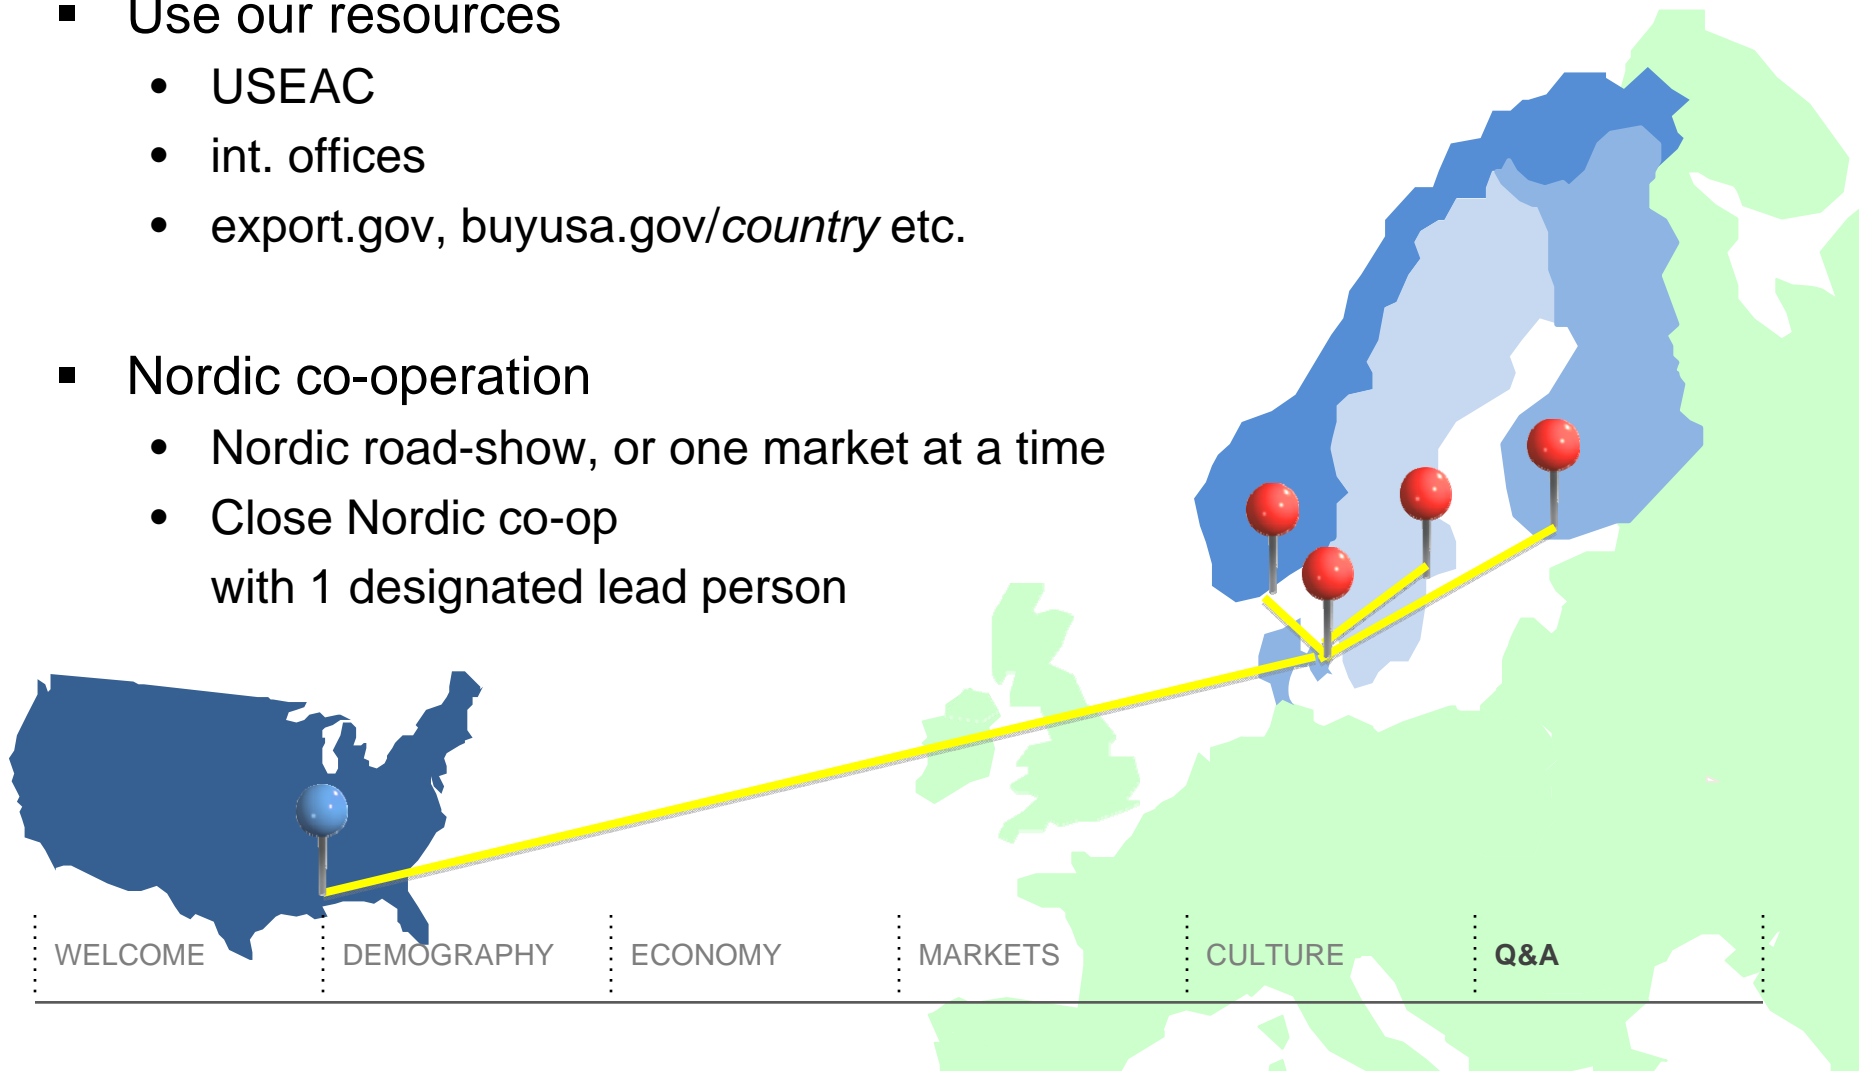 ▪ Use our resources
• USEAC
• int. offices
• export.gov, buyusa.gov/country etc.
▪ Nordic co-operation
• Nordic road-show, or one market at a time
• Close Nordic co-op
with 1 designated lead person
WELCOME DEMOGRAPHY ECONOMY MARKETS CULTURE Q&A